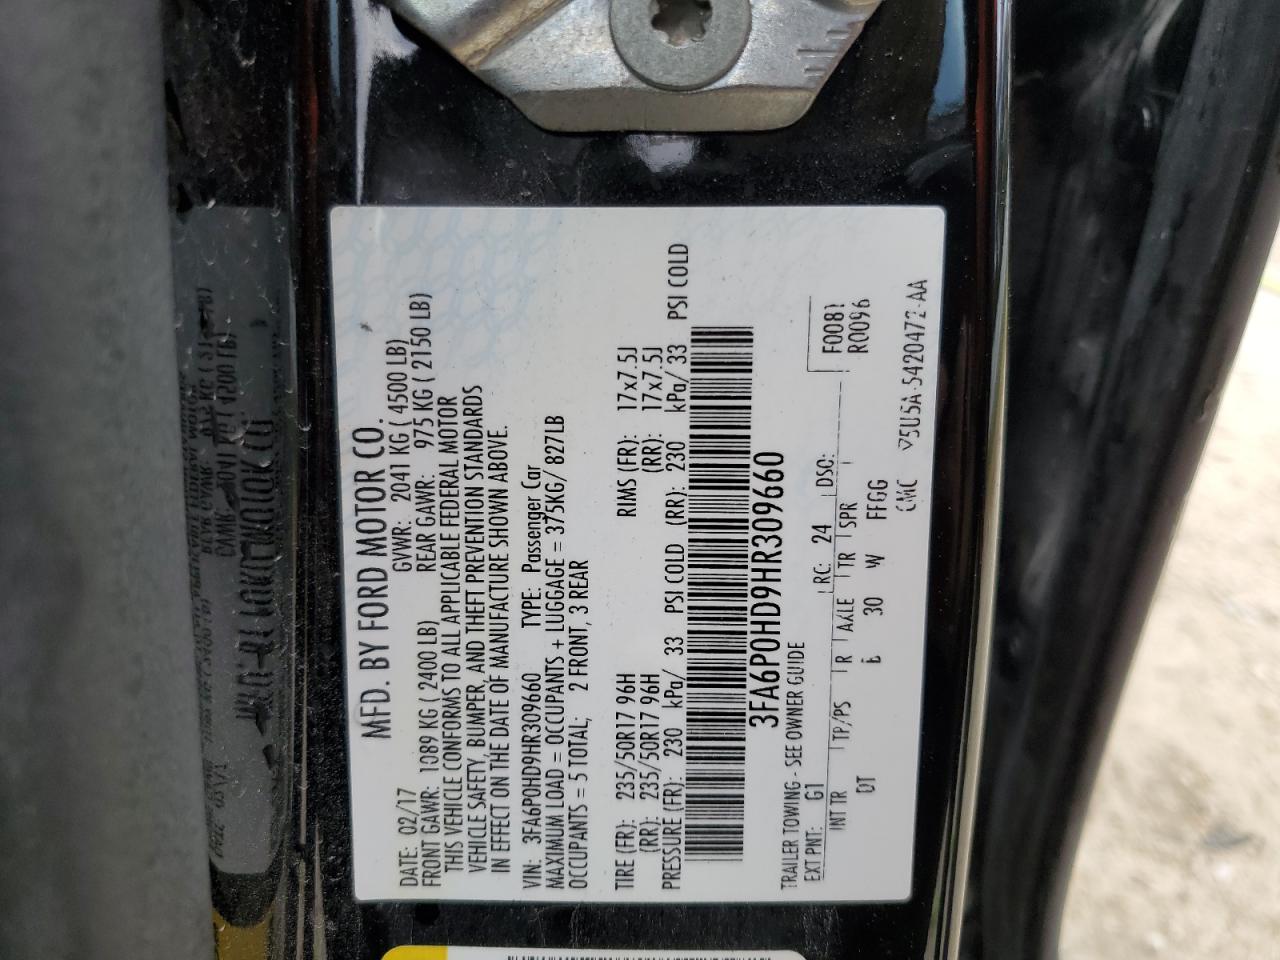 MFD. BY FORD MOTOR CO.
DATE: 02/17 GVWR: 2041 KG ( 4500 LB)
FRONT GAWR: 1089 KG ( 2400 LB) REAR GAWR: 975 KG ( 2150 LB)
THIS VEHICLE CONFORMS TO ALL APPLICABLE FEDERAL MOTOR
VEHICLE SAFETY, BUMPER, AND THEFT PREVENTION STANDARDS
IN EFFECT ON THE DATE OF MANUFACTURE SHOWN ABOVE.
VIN: 3FA6P0HD9HR309660 TYPE: Passenger Car
MAXIMUM LOAD = OCCUPANTS + LUGGAGE = 375KG/ 827LB
OCCUPANTS = 5 TOTAL, 2 FRONT, 3 REAR
TIRE (FR): 235/50R17 96H RIMS (FR): 17x7.5J
(RR): 235/50R17 96H (RR): 17x7.5J
PRESSURE (FR): 230 kPa/ 33 PSI COLD (RR): 230 kPa/ 33 PSI COLD
3FA6P0HD9HR309660
TRAILER TOWING - SEE OWNER GUIDE
F0081
R0096
EXT PNT: G1 RC: 24 DSO:
INT TR TP/PS R AXLE TR SPR
DT 30 W FFGG